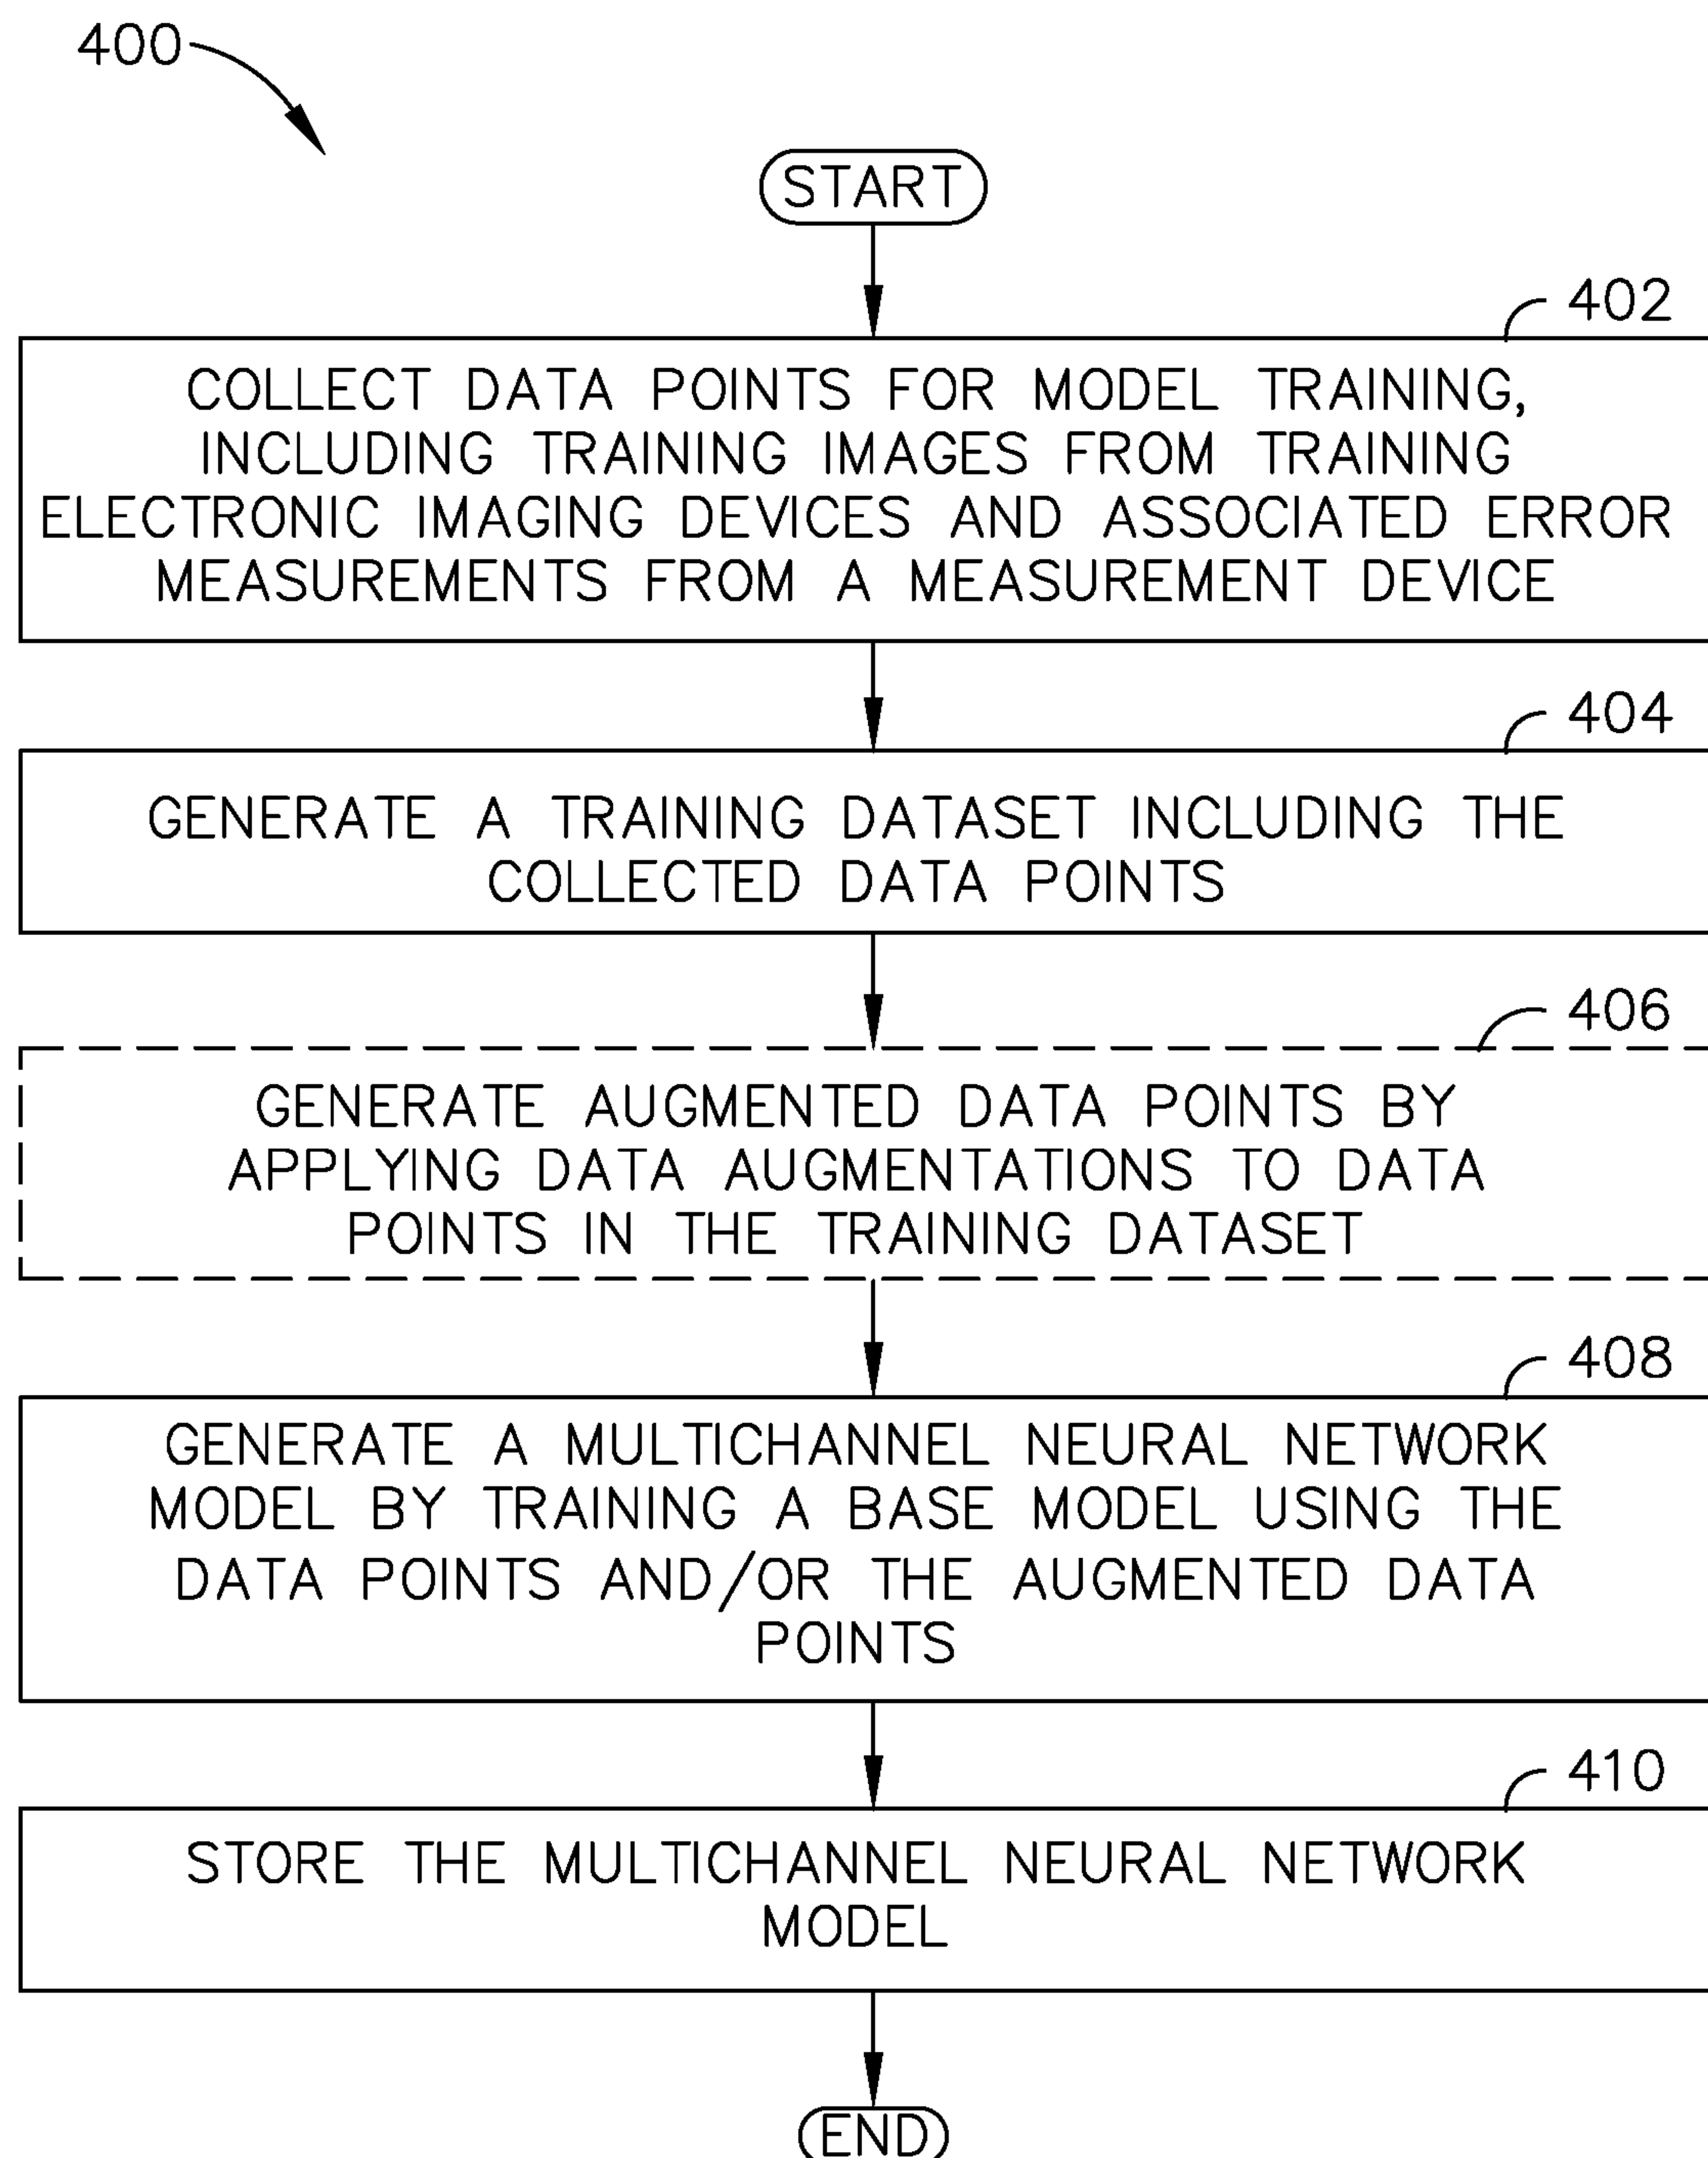 400
START
402
COLLECT DATA POINTS FOR MODEL TRAINING,
INCLUDING TRAINING IMAGES FROM TRAINING
ELECTRONIC IMAGING DEVICES AND ASSOCIATED ERROR
MEASUREMENTS FROM A MEASUREMENT DEVICE
404
GENERATE A TRAINING DATASET INCLUDING THE
COLLECTED DATA POINTS
406
GENERATE AUGMENTED DATA POINTS BY
APPLYING DATA AUGMENTATIONS TO DATA
POINTS IN THE TRAINING DATASET
408
GENERATE A MULTICHANNEL NEURAL NETWORK
MODEL BY TRAINING A BASE MODEL USING THE
DATA POINTS AND/OR THE AUGMENTED DATA
POINTS
410
STORE THE MULTICHANNEL NEURAL NETWORK
MODEL
END